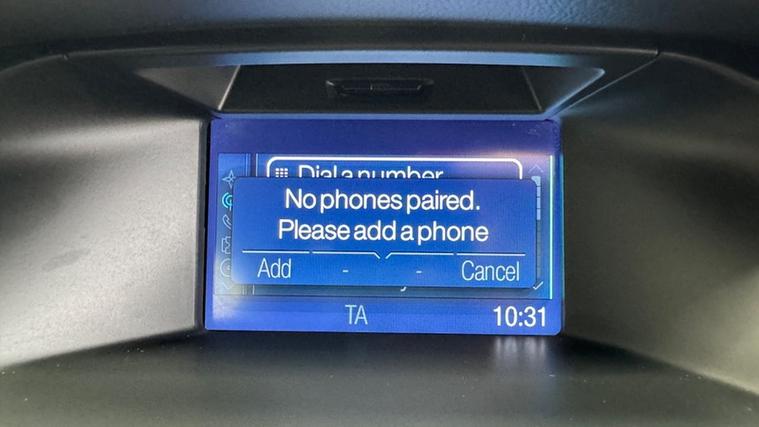 Dial a number
No phones paired.
Please add a phone
Add - - Cancel
TA 10:31